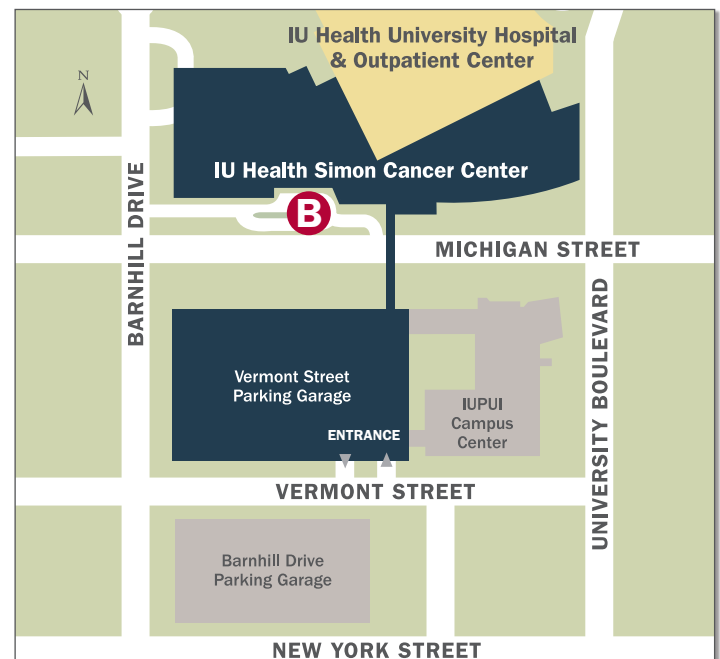 IU Health University Hospital
& Outpatient Center
N
IU Health Simon Cancer Center
B
BARNHILL DRIVE
MICHIGAN STREET
UNIVERSITY BOULEVARD
Vermont Street
Parking Garage
ENTRANCE
IUPUI
Campus
Center
VERMONT STREET
Barnhill Drive
Parking Garage
NEW YORK STREET